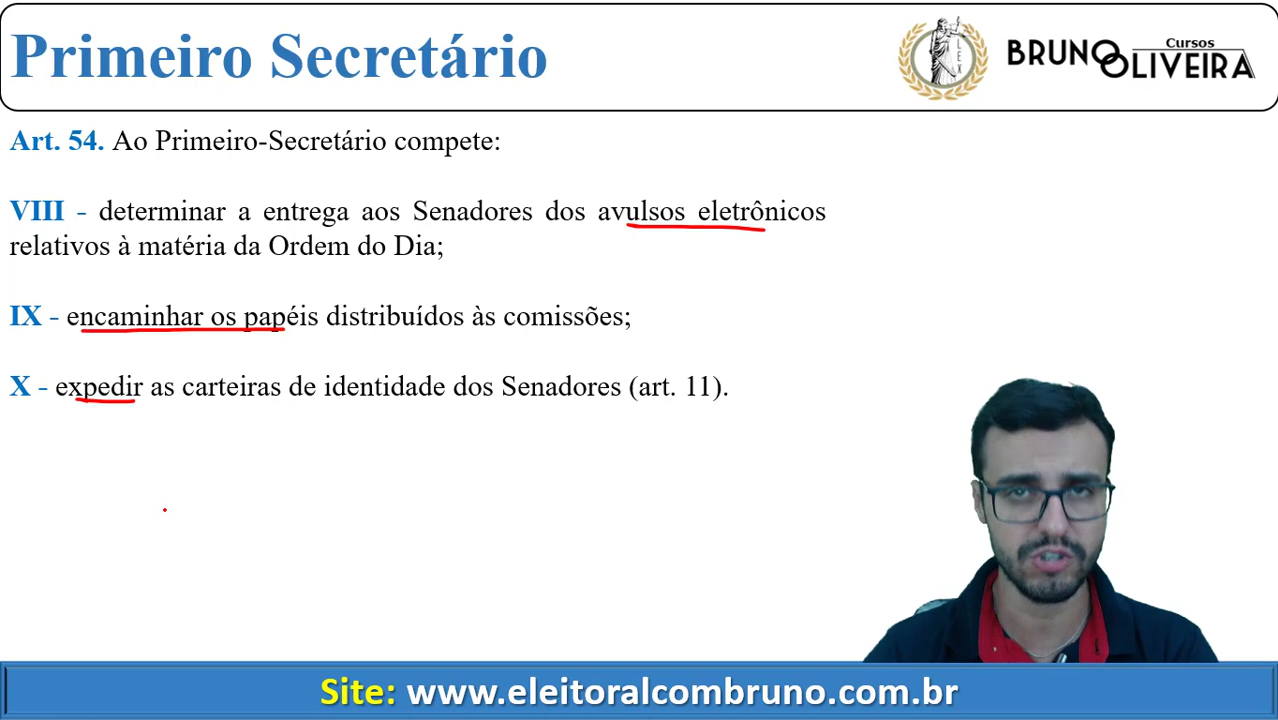 Primeiro Secretário
Cursos
BRUNO OLIVEIRA
LEX
Art. 54. Ao Primeiro-Secretário compete:
VIII - determinar a entrega aos Senadores dos avulsos eletrônicos
relativos à matéria da Ordem do Dia;
IX - encaminhar os papéis distribuídos às comissões;
X - expedir as carteiras de identidade dos Senadores (art. 11).
Site: www.eleitoralcombruno.com.br